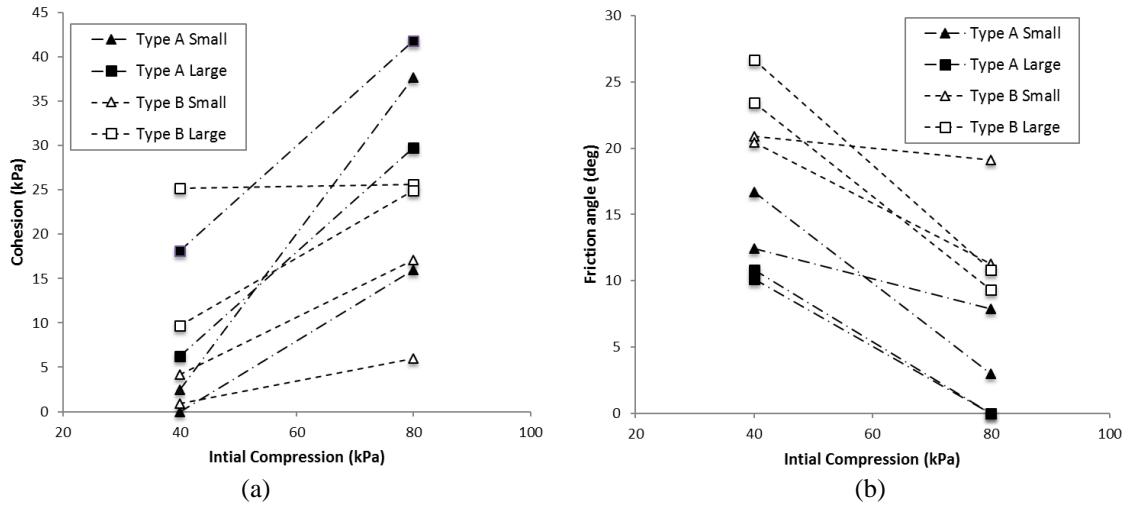 45
40
35
30
25
20
15
10
5
0
20
40
60
80
100
Cohesion (kPa)
Intial Compression (kPa)
Type A Small
Type A Large
Type B Small
Type B Large
(a)
30
25
20
15
10
5
0
20
40
60
80
100
Friction angle (deg)
Intial Compression (kPa)
Type A Small
Type A Large
Type B Small
Type B Large
(b)